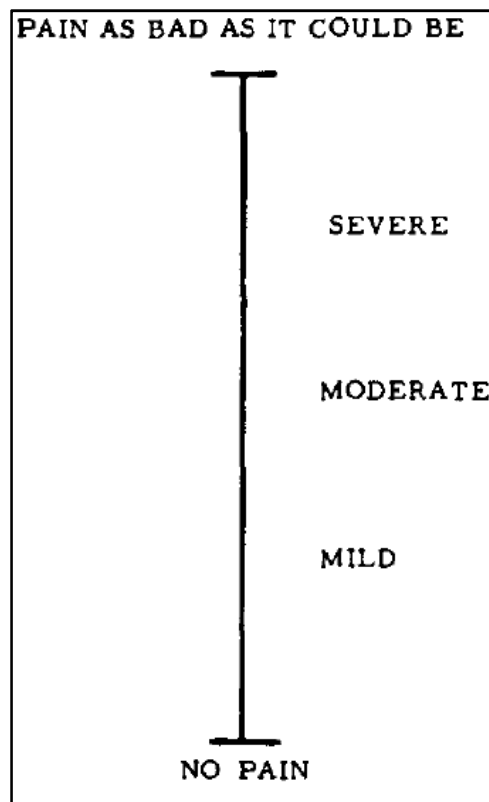 PAIN AS BAD AS IT COULD BE
SEVERE
MODERATE
MILD
NO PAIN